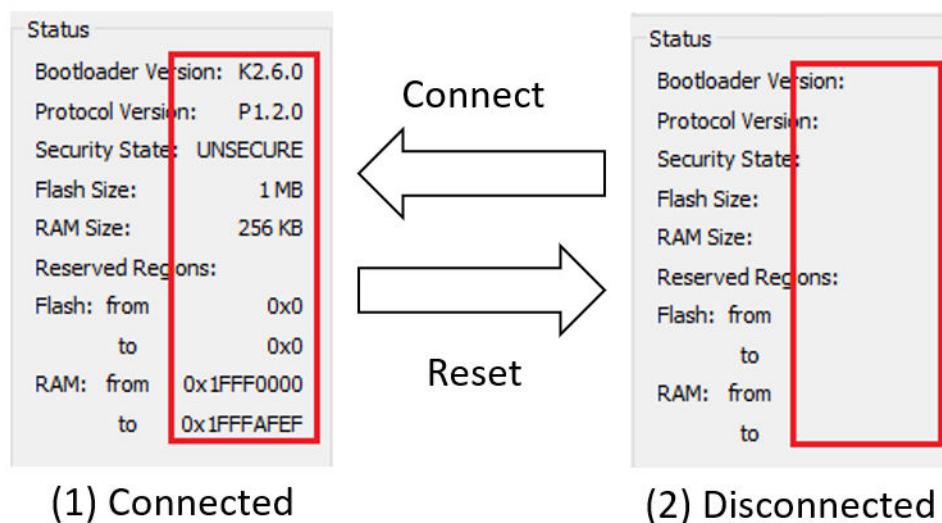 Status
Bootloader Version: K2.6.0
Protocol Version: P1.2.0
Security State: UNSECURE
Flash Size: 1 MB
RAM Size: 256 KB
Reserved Regions:
Flash: from 0x0
to 0x0
RAM: from 0x1FFF0000
to 0x1FFFAFEF
(1) Connected
Connect
Reset
Status
Bootloader Version:
Protocol Version:
Security State:
Flash Size:
RAM Size:
Reserved Regions:
Flash: from
to
RAM: from
to
(2) Disconnected